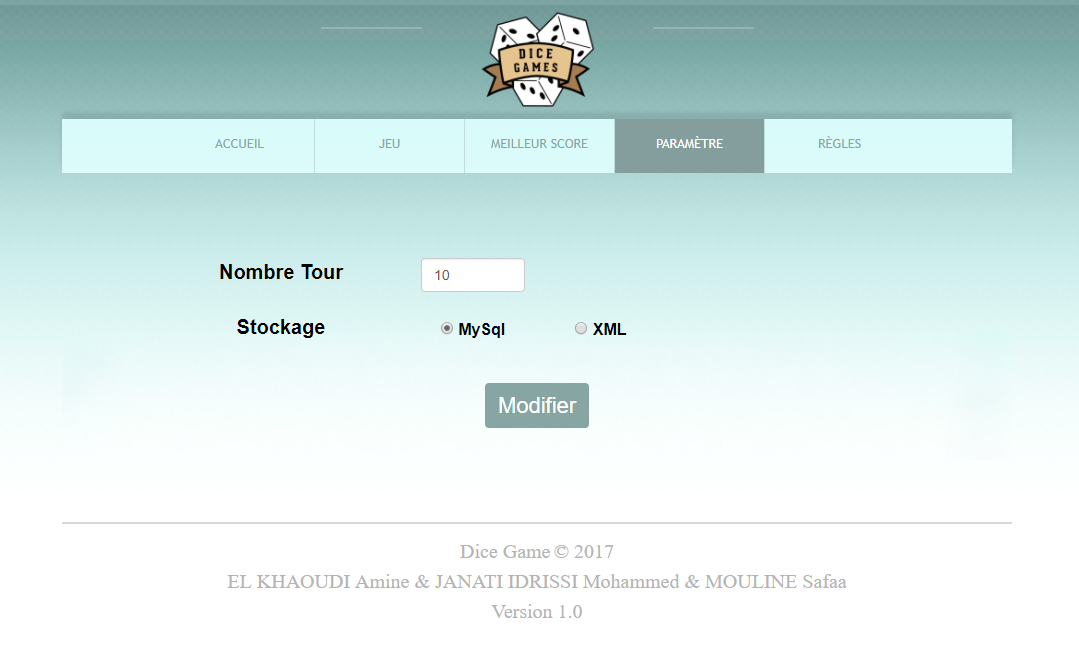 DICE
GAMES
ACCUEIL JEU MEILLEUR SCORE PARAMÈTRE RÈGLES
Nombre Tour 10
Stockage MySql XML
Modifier
Dice Game © 2017
EL KHAOUDI Amine & JANATI IDRISSI Mohammed & MOULINE Safaa
Version 1.0